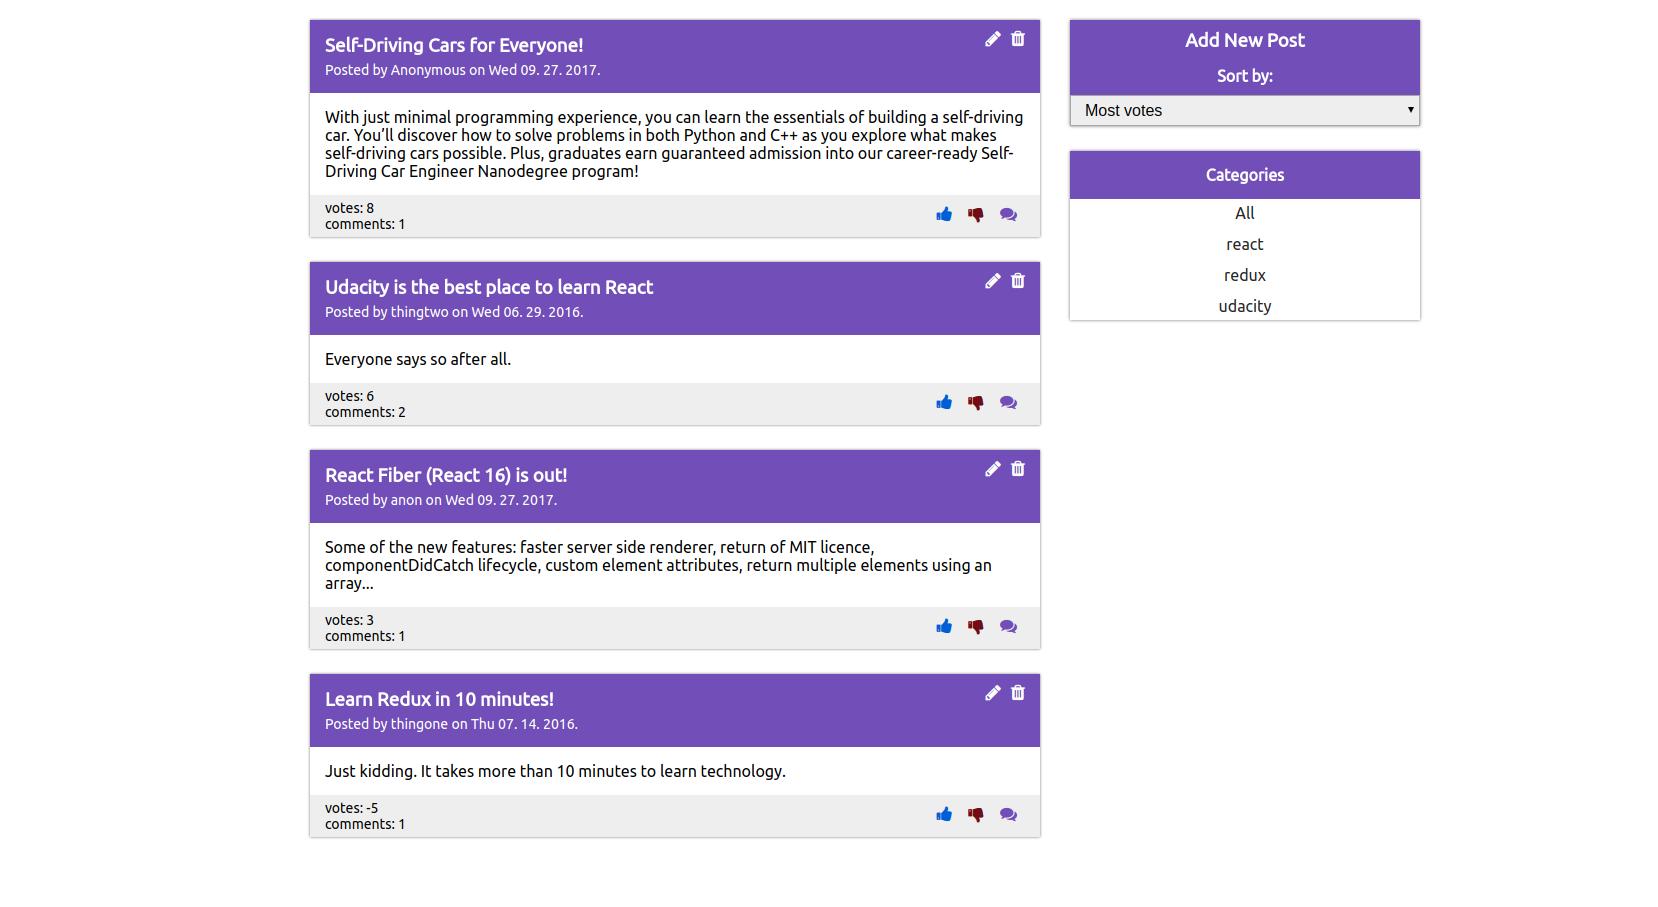 Self-Driving Cars for Everyone!
Posted by Anonymous on Wed 09. 27. 2017.
With just minimal programming experience, you can learn the essentials of building a self-driving
car. You’ll discover how to solve problems in both Python and C++ as you explore what makes
self-driving cars possible. Plus, graduates earn guaranteed admission into our career-ready Self-
Driving Car Engineer Nanodegree program!
votes: 8
comments: 1
Udacity is the best place to learn React
Posted by thingtwo on Wed 06. 29. 2016.
Everyone says so after all.
votes: 6
comments: 2
React Fiber (React 16) is out!
Posted by anon on Wed 09. 27. 2017.
Some of the new features: faster server side renderer, return of MIT licence,
componentDidCatch lifecycle, custom element attributes, return multiple elements using an
array...
votes: 3
comments: 1
Learn Redux in 10 minutes!
Posted by thingone on Thu 07. 14. 2016.
Just kidding. It takes more than 10 minutes to learn technology.
votes: -5
comments: 1
Add New Post
Sort by:
Most votes
Categories
All
react
redux
udacity